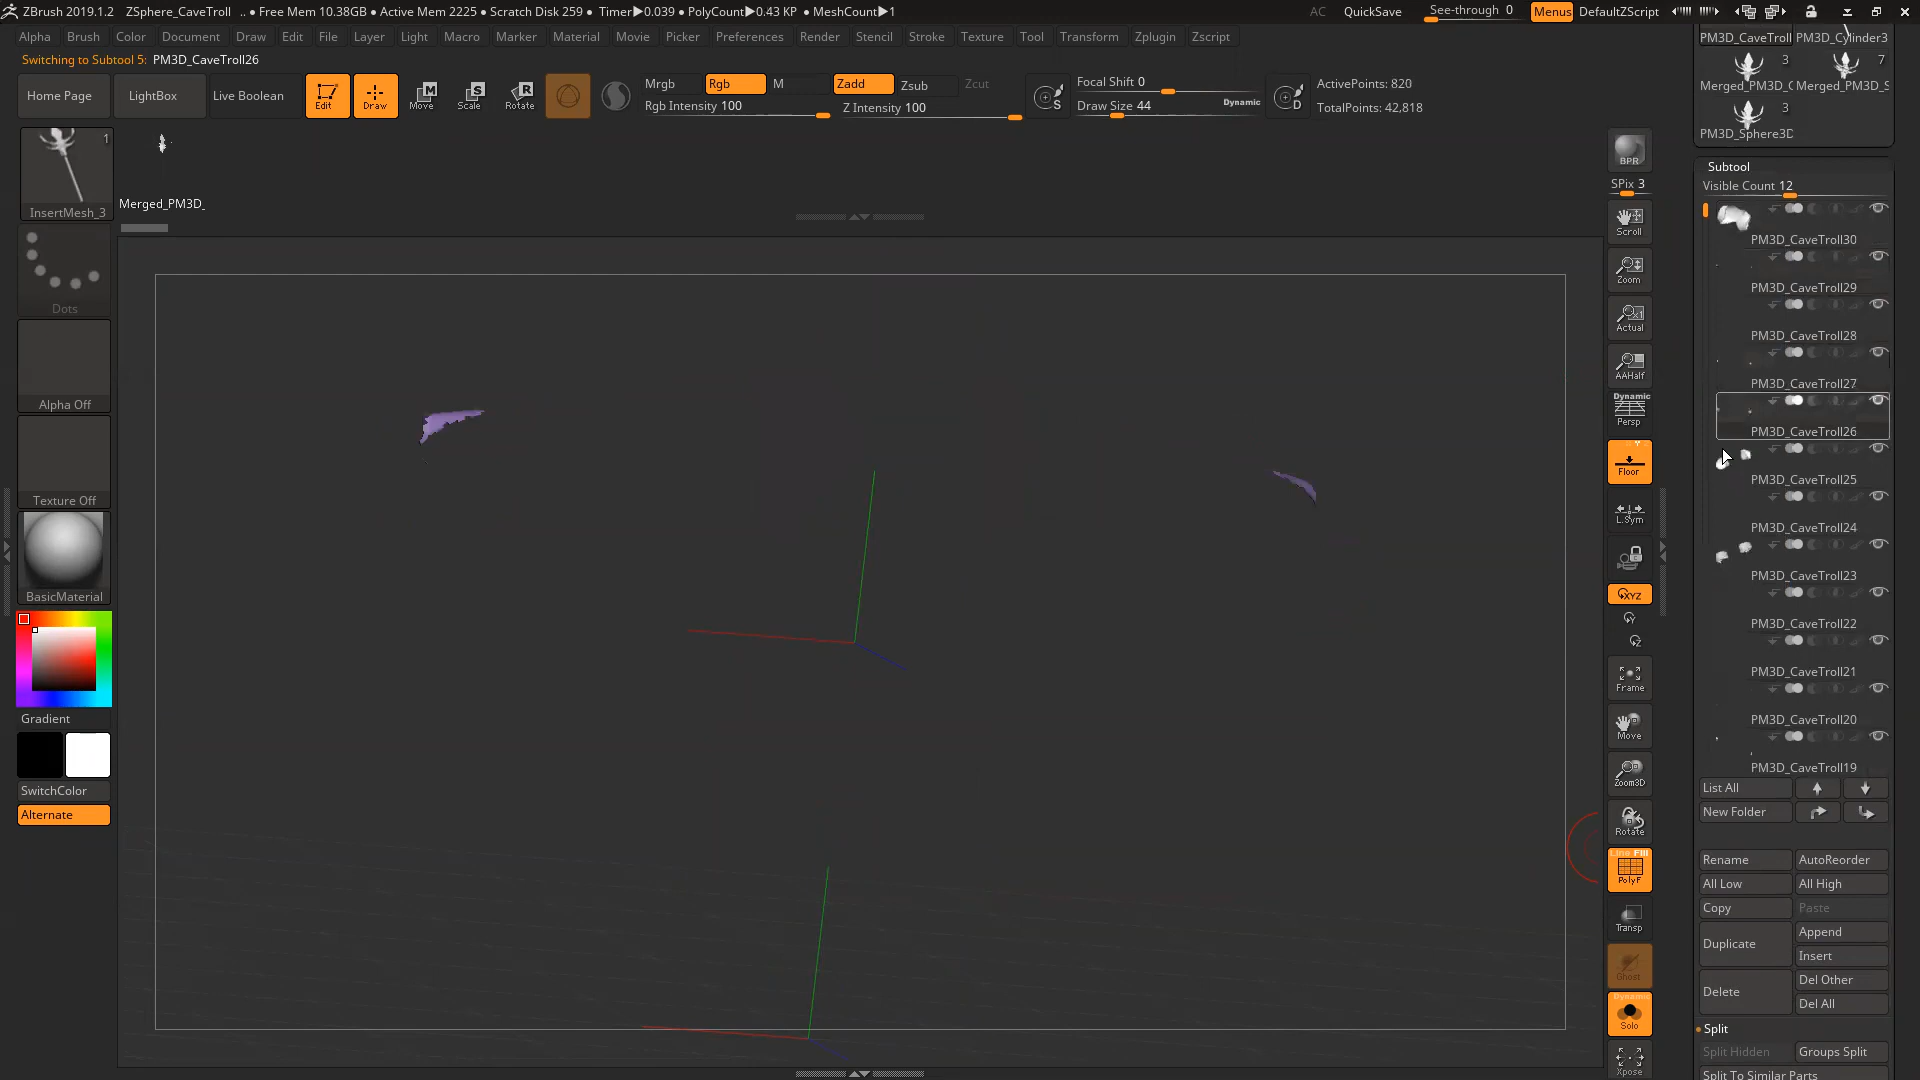 ZBrush 2019.1.2 ZSphere_CaveTroll .. • Free Mem 10.38GB • Active Mem 2225 • Scratch Disk 259 • Timer▶0.039 • PolyCount▶0.43 KP • MeshCount▶1 AC QuickSave See-through 0 Menus DefaultZScript
Alpha Brush Color Document Draw Edit File Layer Light Macro Marker Material Movie Picker Preferences Render Stencil Stroke Texture Tool Transform Zplugin Zscript
Switching to Subtool 5: PM3D_CaveTroll26
Home Page LightBox Live Boolean Edit Draw Move Scale Rotate
Mrgb Rgb M Zadd Zsub Zcut
Rgb Intensity 100 Z Intensity 100
Focal Shift 0
Draw Size 44 Dynamic
ActivePoints: 820
TotalPoints: 42,818
1
InsertMesh_3
Merged_PM3D_
Dots
Alpha Off
Texture Off
BasicMaterial
Gradient
SwitchColor
Alternate
BPR
SPix 3
Scroll
Zoom
Actual
AAHalf
Dynamic
Persp
Floor
L.Sym
XYZ
Frame
Move
Zoom3D
Rotate
Line Fill
PolyF
Transp
Ghost
Dynamic
Solo
Xpose
PM3D_CaveTroll PM3D_Cylinder3
3 7
Merged_PM3D_C Merged_PM3D_S
3
PM3D_Sphere3D
Subtool
Visible Count 12
PM3D_CaveTroll30
PM3D_CaveTroll29
PM3D_CaveTroll28
PM3D_CaveTroll27
PM3D_CaveTroll26
PM3D_CaveTroll25
PM3D_CaveTroll24
PM3D_CaveTroll23
PM3D_CaveTroll22
PM3D_CaveTroll21
PM3D_CaveTroll20
PM3D_CaveTroll19
List All
New Folder
Rename AutoReorder
All Low All High
Copy Paste
Duplicate Append
Insert
Delete Del Other
Del All
Split
Split Hidden Groups Split
Split To Similar Parts